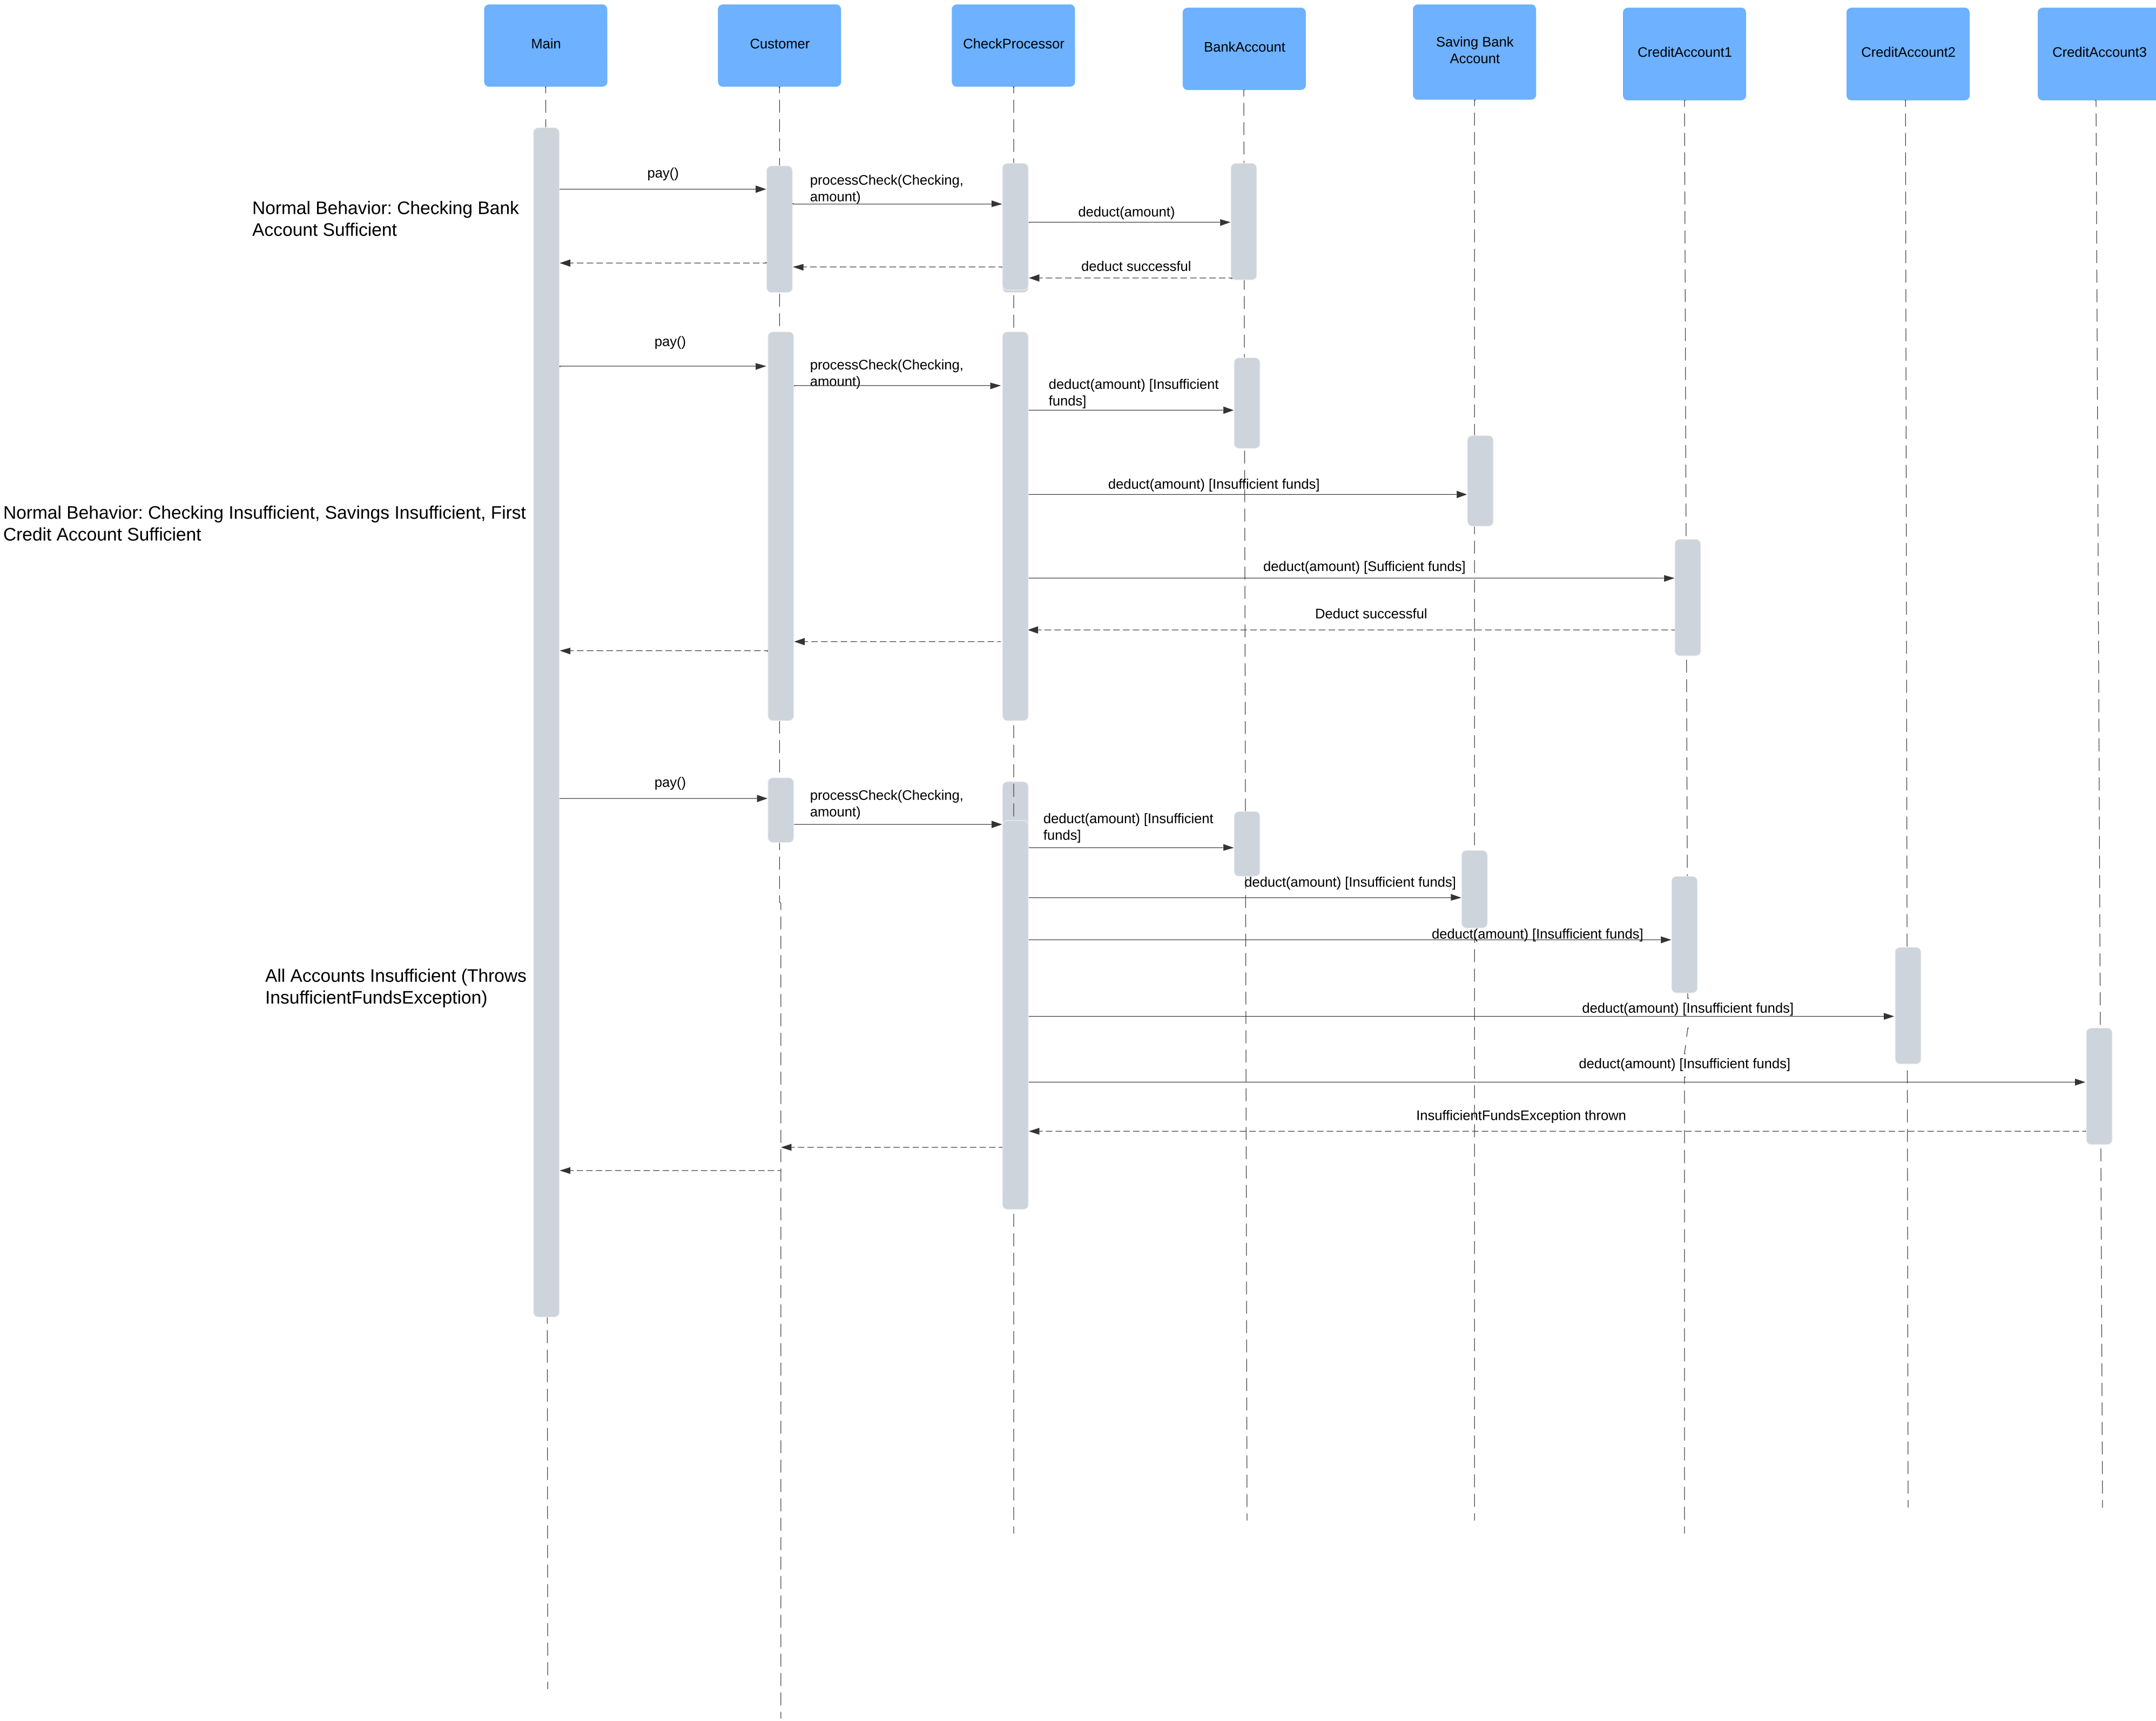 Main
Customer
CheckProcessor
BankAccount
Saving Bank
Account
CreditAccount1
CreditAccount2
CreditAccount3
pay()
processCheck(Checking,
amount)
deduct(amount)
Normal Behavior: Checking Bank
Account Sufficient
deduct successful
pay()
processCheck(Checking,
amount)
deduct(amount) [Insufficient
funds]
deduct(amount) [Insufficient funds]
Normal Behavior: Checking Insufficient, Savings Insufficient, First
Credit Account Sufficient
deduct(amount) [Sufficient funds]
Deduct successful
pay()
processCheck(Checking,
amount)
deduct(amount) [Insufficient
funds]
deduct(amount) [Insufficient funds]
deduct(amount) [Insufficient funds]
All Accounts Insufficient (Throws
InsufficientFundsException)
deduct(amount) [Insufficient funds]
deduct(amount) [Insufficient funds]
InsufficientFundsException thrown